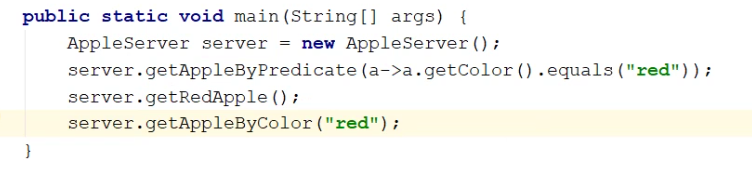 public static void main(String[] args) {
    AppleServer server = new AppleServer();
    server.getAppleByPredicate(a->a.getColor().equals("red"));
    server.getRedApple();
    server.getAppleByColor("red");
}